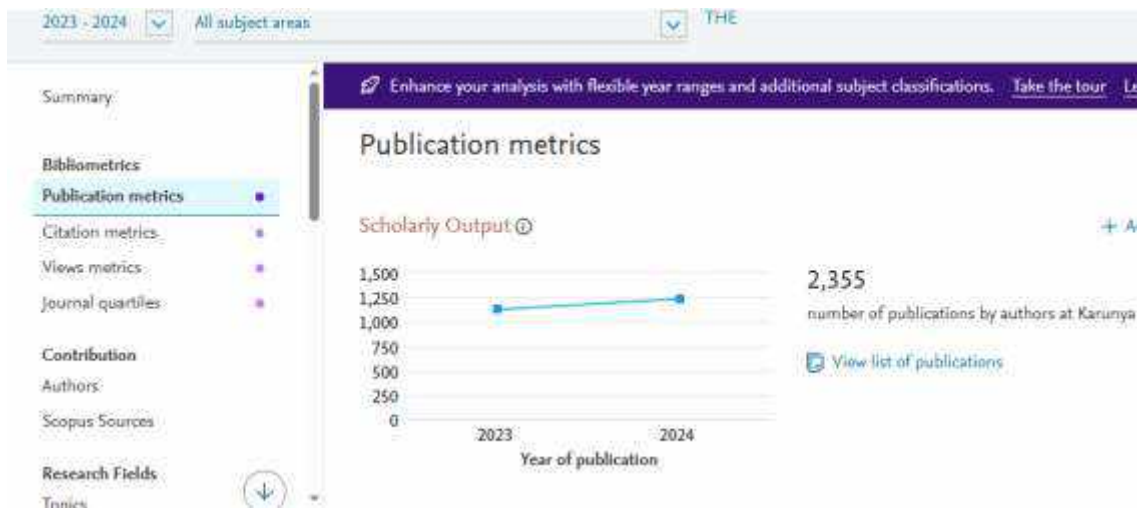 2023 - 2024 All subject areas THE
Summary
Bibliometrics
Publication metrics
Citation metrics
Views metrics
Journal quartiles
Contribution
Authors
Scopus Sources
Research Fields
Topics
Enhance your analysis with flexible year ranges and additional subject classifications. Take the tour Le
Publication metrics
Scholarly Output
+ A
1,500
1,250
1,000
750
500
250
0
2023 2024
Year of publication
2,355
number of publications by authors at Karunya
View list of publications